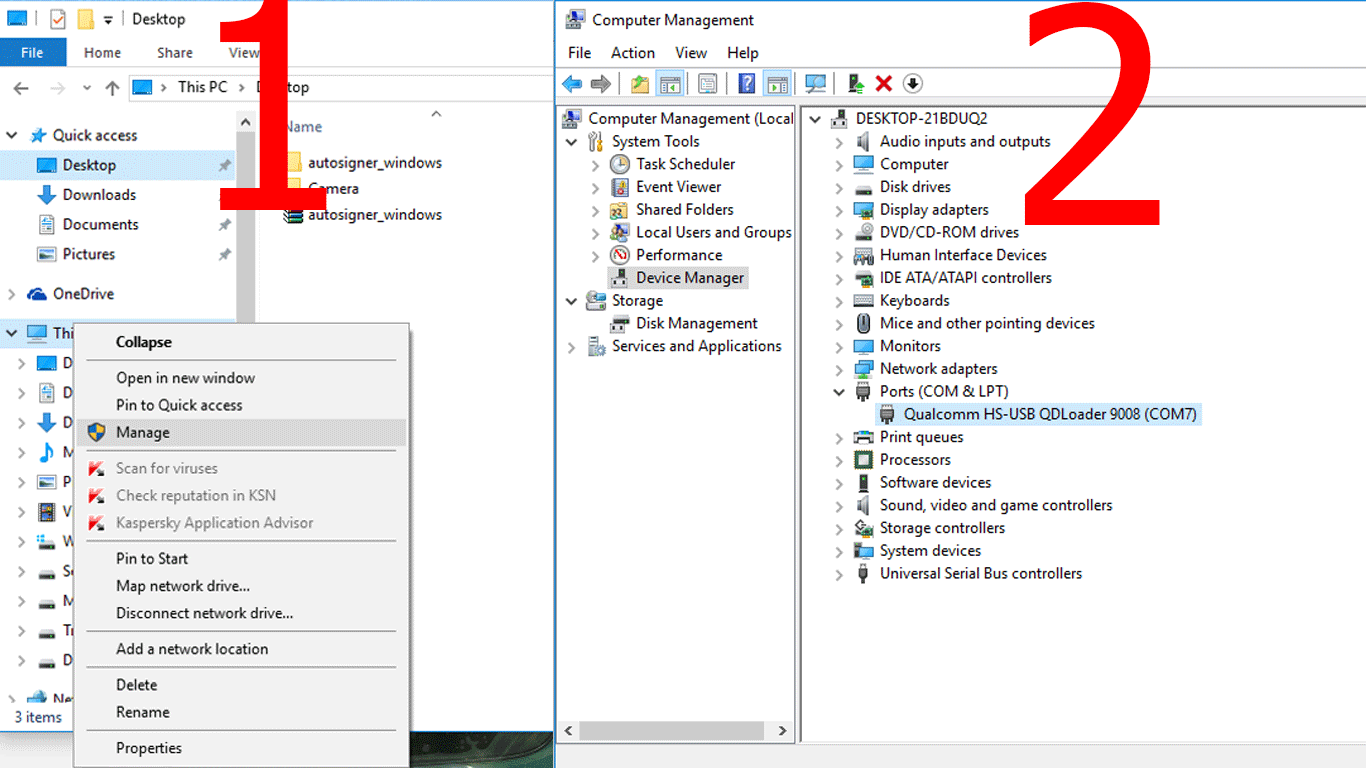 Desktop
File Home Share View
This PC Desktop
Quick access
Desktop
Downloads
Documents
Pictures
OneDrive
Name
autosigner_windows
Camera
autosigner_windows
1
Collapse
Open in new window
Pin to Quick access
Manage
Scan for viruses
Check reputation in KSN
Kaspersky Application Advisor
Pin to Start
Map network drive...
Disconnect network drive...
Add a network location
Delete
Rename
Properties
3 items
Computer Management
File Action View Help
2
Computer Management (Local
System Tools
Task Scheduler
Event Viewer
Shared Folders
Local Users and Groups
Performance
Device Manager
Storage
Disk Management
Services and Applications
DESKTOP-21BDUQ2
Audio inputs and outputs
Computer
Disk drives
Display adapters
DVD/CD-ROM drives
Human Interface Devices
IDE ATA/ATAPI controllers
Keyboards
Mice and other pointing devices
Monitors
Network adapters
Ports (COM & LPT)
Qualcomm HS-USB QDLoader 9008 (COM7)
Print queues
Processors
Software devices
Sound, video and game controllers
Storage controllers
System devices
Universal Serial Bus controllers